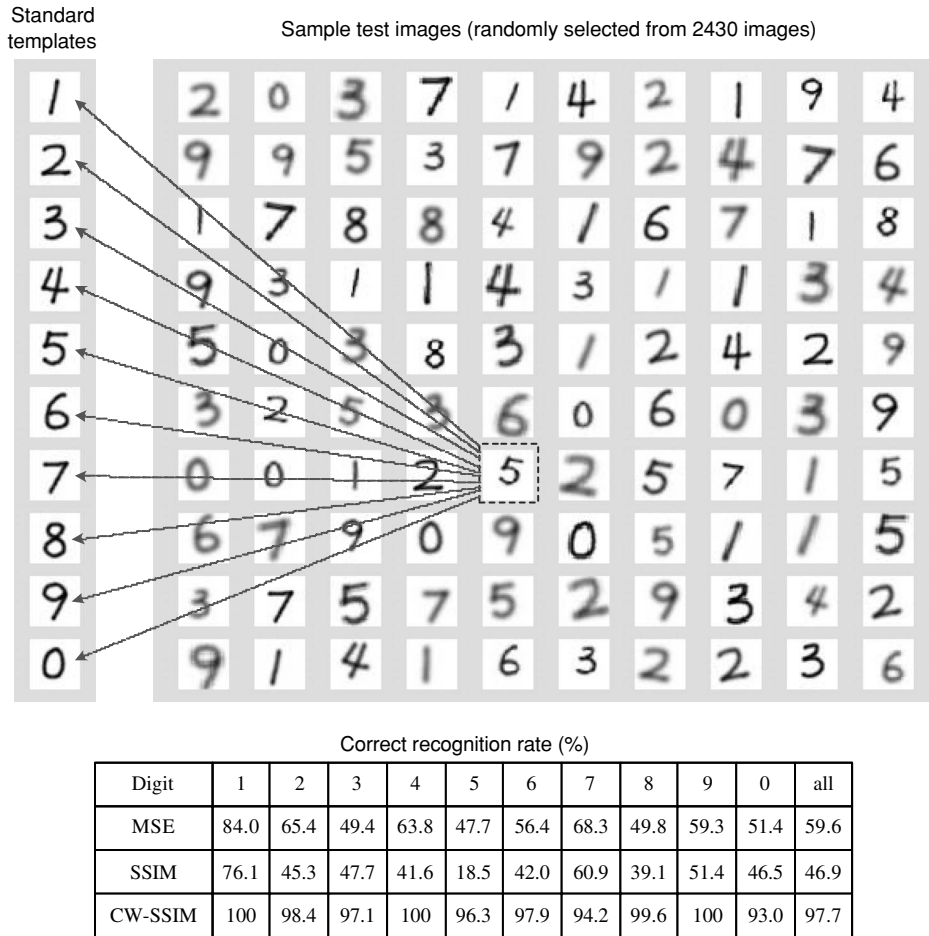 Standard
templates
Sample test images (randomly selected from 2430 images)
1 2 0 3 7 1 4 2 1 9 4
2 9 9 5 3 7 9 2 4 7 6
3 1 7 8 8 4 1 6 7 1 8
4 9 3 1 1 4 3 1 1 3 4
5 5 0 3 8 3 1 2 4 2 9
6 3 2 5 3 6 0 6 0 3 9
7 0 0 1 2 5 2 5 7 1 5
8 6 7 9 0 9 0 5 1 1 5
9 3 7 5 7 5 2 9 3 4 2
0 9 1 4 1 6 3 2 2 3 6
Correct recognition rate (%)
Digit 1 2 3 4 5 6 7 8 9 0 all
MSE 84.0 65.4 49.4 63.8 47.7 56.4 68.3 49.8 59.3 51.4 59.6
SSIM 76.1 45.3 47.7 41.6 18.5 42.0 60.9 39.1 51.4 46.5 46.9
CW-SSIM 100 98.4 97.1 100 96.3 97.9 94.2 99.6 100 93.0 97.7